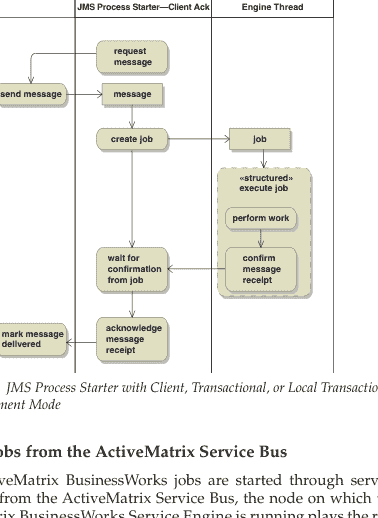 JMS Process Starter—Client Ack
Engine Thread
request
message
send message
message
create job
job
«structured»
execute job
perform work
wait for
confirmation
from job
confirm
message
receipt
mark message
delivered
acknowledge
message
receipt
JMS Process Starter with Client, Transactional, or Local Transactio
ment Mode
obs from the ActiveMatrix Service Bus
veMatrix BusinessWorks jobs are started through serv
from the ActiveMatrix Service Bus, the node on which
rix BusinessWorks Service Engine is running plays the r